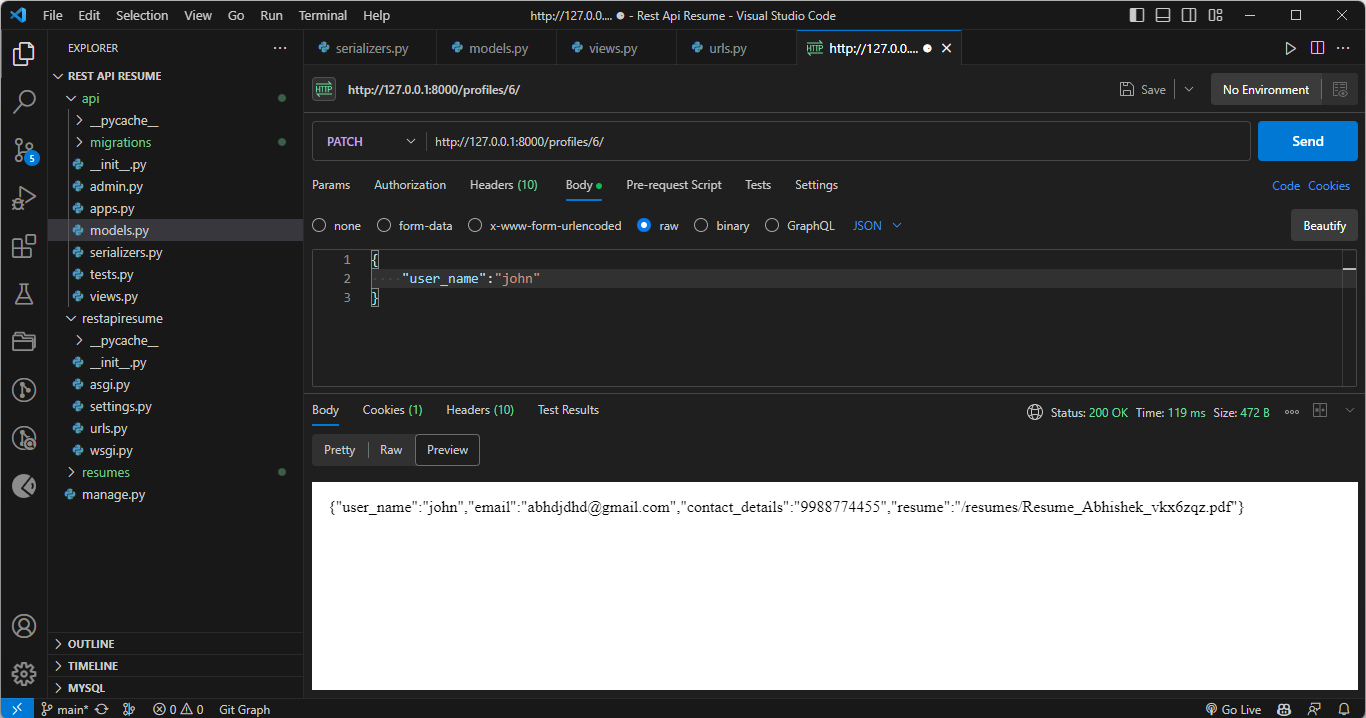 File Edit Selection View Go Run Terminal Help http://127.0.0.... ● - Rest Api Resume - Visual Studio Code
EXPLORER
serializers.py models.py views.py urls.py HTTP http://127.0.0....
REST API RESUME
api
__pycache__
migrations
__init__.py
admin.py
apps.py
models.py
serializers.py
tests.py
views.py
restapiresume
__pycache__
__init__.py
asgi.py
settings.py
urls.py
wsgi.py
resumes
manage.py
OUTLINE
TIMELINE
MYSQL
5
HTTP http://127.0.0.1:8000/profiles/6/ Save No Environment
PATCH http://127.0.0.1:8000/profiles/6/ Send
Params Authorization Headers (10) Body Pre-request Script Tests Settings Code Cookies
none form-data x-www-form-urlencoded raw binary GraphQL JSON Beautify
1 {
2 "user_name":"john"
3 }
Body Cookies (1) Headers (10) Test Results Status: 200 OK Time: 119 ms Size: 472 B
Pretty Raw Preview
{"user_name":"john","email":"abhdjdhd@gmail.com","contact_details":"9988774455","resume":"/resumes/Resume_Abhishek_vkx6zqz.pdf"}
main* 0 0 Git Graph Go Live